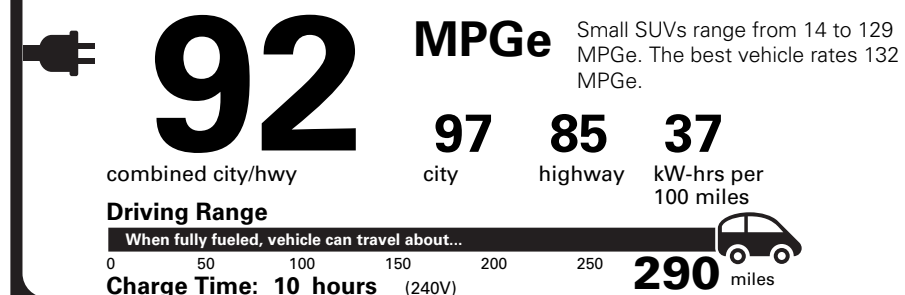 92
MPGe
Small SUVs range from 14 to 129
MPGe. The best vehicle rates 132
MPGe.
combined city/hwy
97
city
85
highway
37
kW-hrs per
100 miles
Driving Range
When fully fueled, vehicle can travel about...
0 50 100 150 200 250 290 miles
Charge Time: 10 hours (240V)